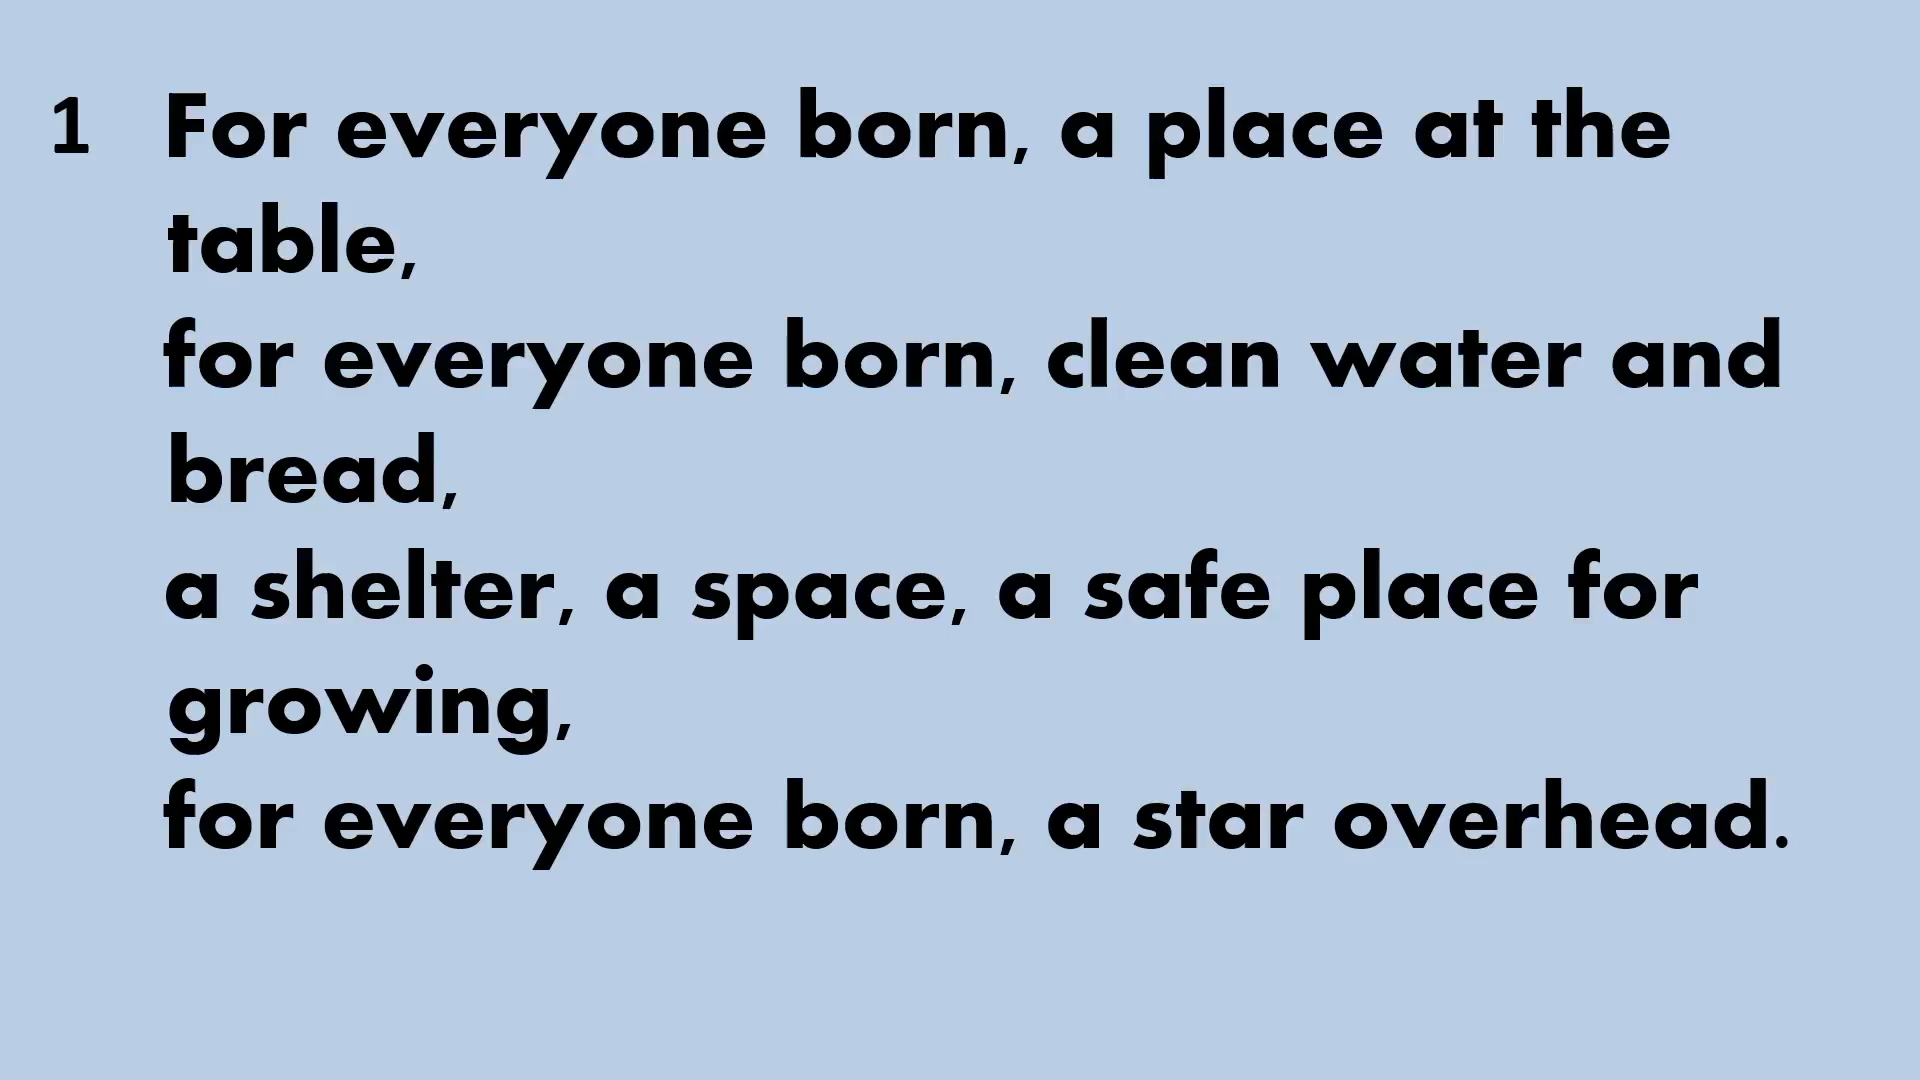 1 For everyone born, a place at the
table,
for everyone born, clean water and
bread,
a shelter, a space, a safe place for
growing,
for everyone born, a star overhead.